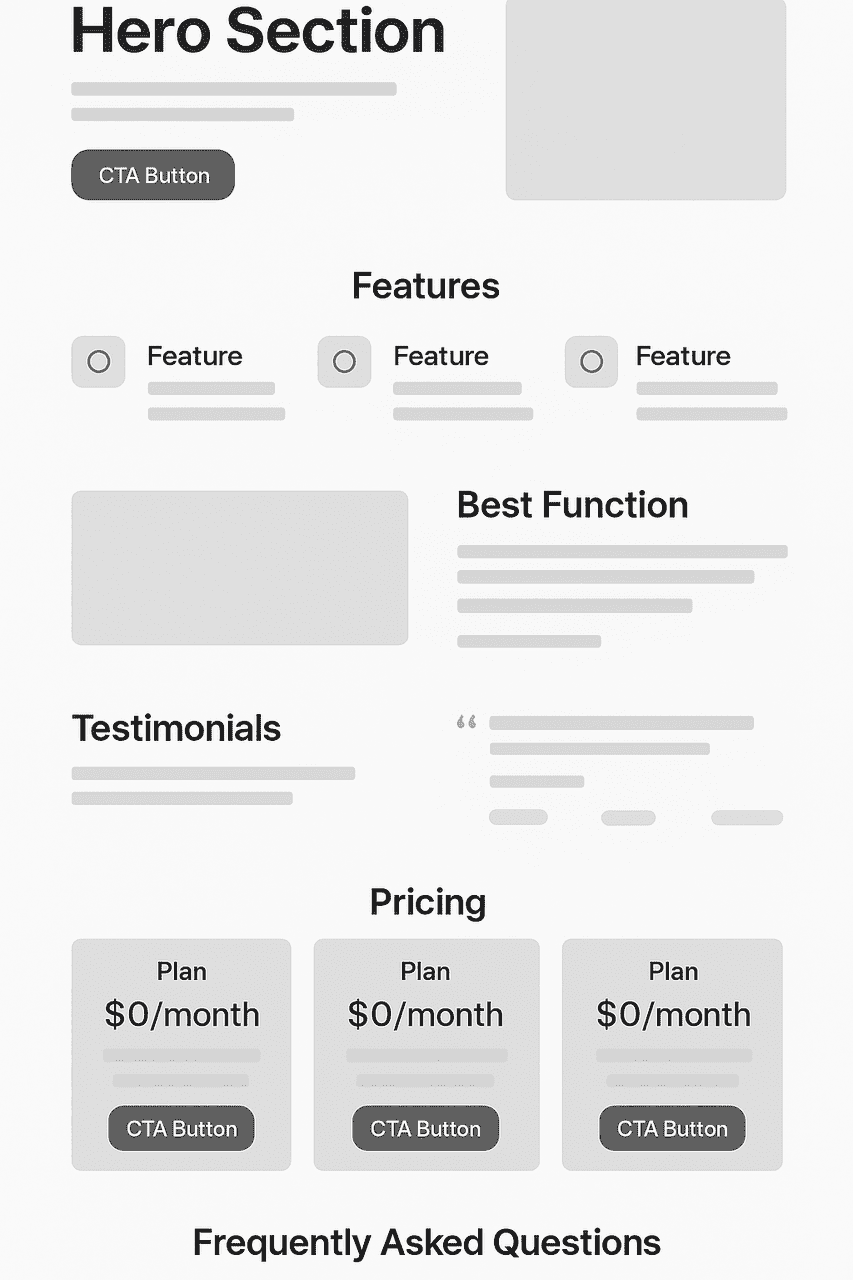 Hero Section
CTA Button
Features
Feature
Feature
Feature
Best Function
Testimonials
“
Pricing
Plan
$0/month
CTA Button
Plan
$0/month
CTA Button
Plan
$0/month
CTA Button
Frequently Asked Questions